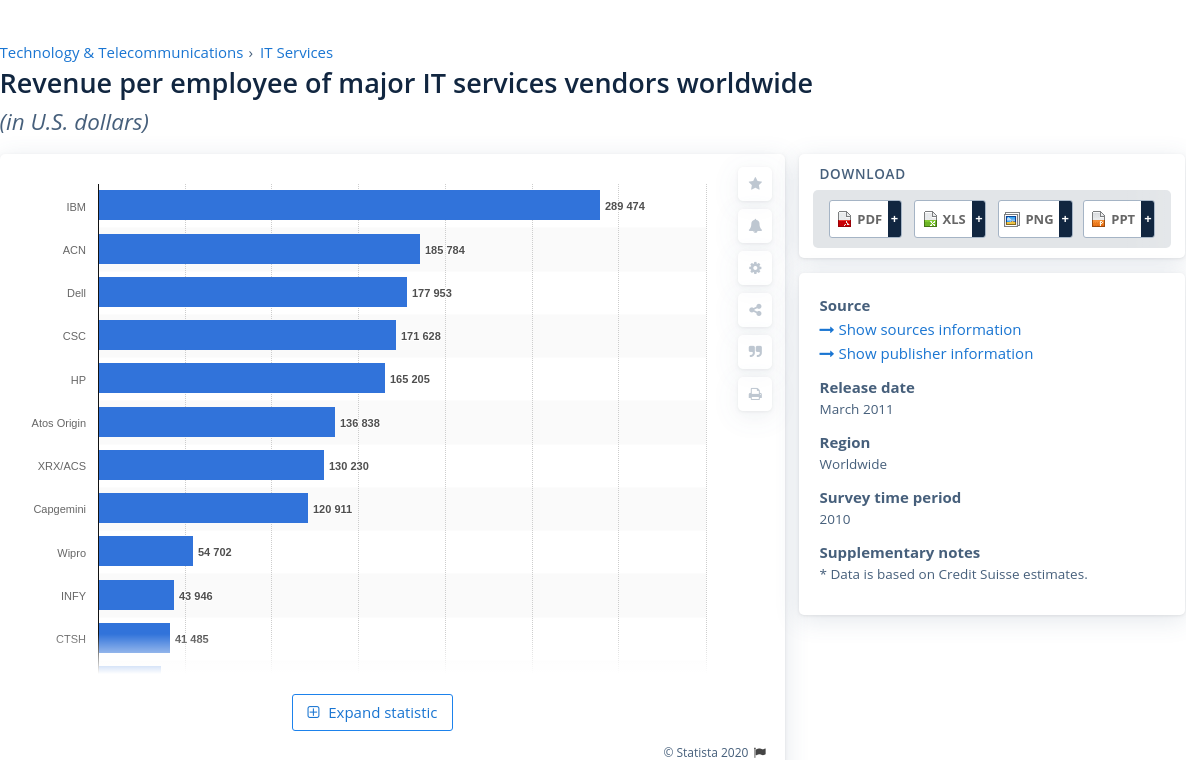 Technology & Telecommunications › IT Services
Revenue per employee of major IT services vendors worldwide
(in U.S. dollars)
IBM 289 474
ACN 185 784
Dell 177 953
CSC 171 628
HP 165 205
Atos Origin 136 838
XRX/ACS 130 230
Capgemini 120 911
Wipro 54 702
INFY 43 946
CTSH 41 485
Expand statistic
© Statista 2020
DOWNLOAD
PDF + XLS + PNG + PPT +
Source
Show sources information
Show publisher information
Release date
March 2011
Region
Worldwide
Survey time period
2010
Supplementary notes
* Data is based on Credit Suisse estimates.